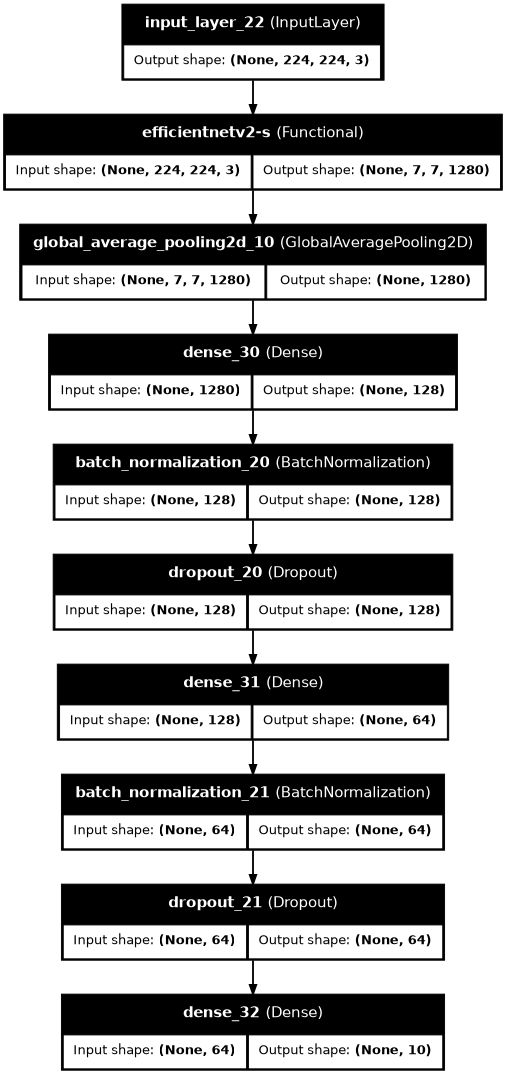 input_layer_22 (InputLayer)
Output shape: (None, 224, 224, 3)
efficientnetv2-s (Functional)
Input shape: (None, 224, 224, 3) Output shape: (None, 7, 7, 1280)
global_average_pooling2d_10 (GlobalAveragePooling2D)
Input shape: (None, 7, 7, 1280) Output shape: (None, 1280)
dense_30 (Dense)
Input shape: (None, 1280) Output shape: (None, 128)
batch_normalization_20 (BatchNormalization)
Input shape: (None, 128) Output shape: (None, 128)
dropout_20 (Dropout)
Input shape: (None, 128) Output shape: (None, 128)
dense_31 (Dense)
Input shape: (None, 128) Output shape: (None, 64)
batch_normalization_21 (BatchNormalization)
Input shape: (None, 64) Output shape: (None, 64)
dropout_21 (Dropout)
Input shape: (None, 64) Output shape: (None, 64)
dense_32 (Dense)
Input shape: (None, 64) Output shape: (None, 10)